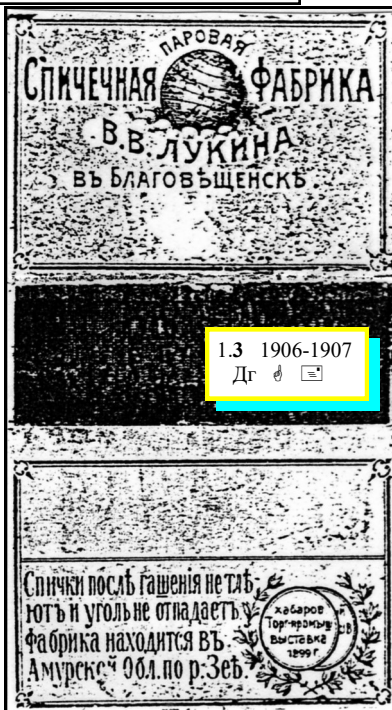 ПАРОВАЯ
СПИЧЕЧНАЯ ФАБРИКА
В.В. ЛУКИНА
ВЪ БЛАГОВѢЩЕНСКѢ.
1.3 1906-1907
Дг
Спички послѣ гашенія не тлѣ-
ютъ и уголь не отпадаетъ
Фабрика находится въ
Амурской Обл. по р. Зеѣ.
хабаров
Торг-промыш
выставка
1899 г.